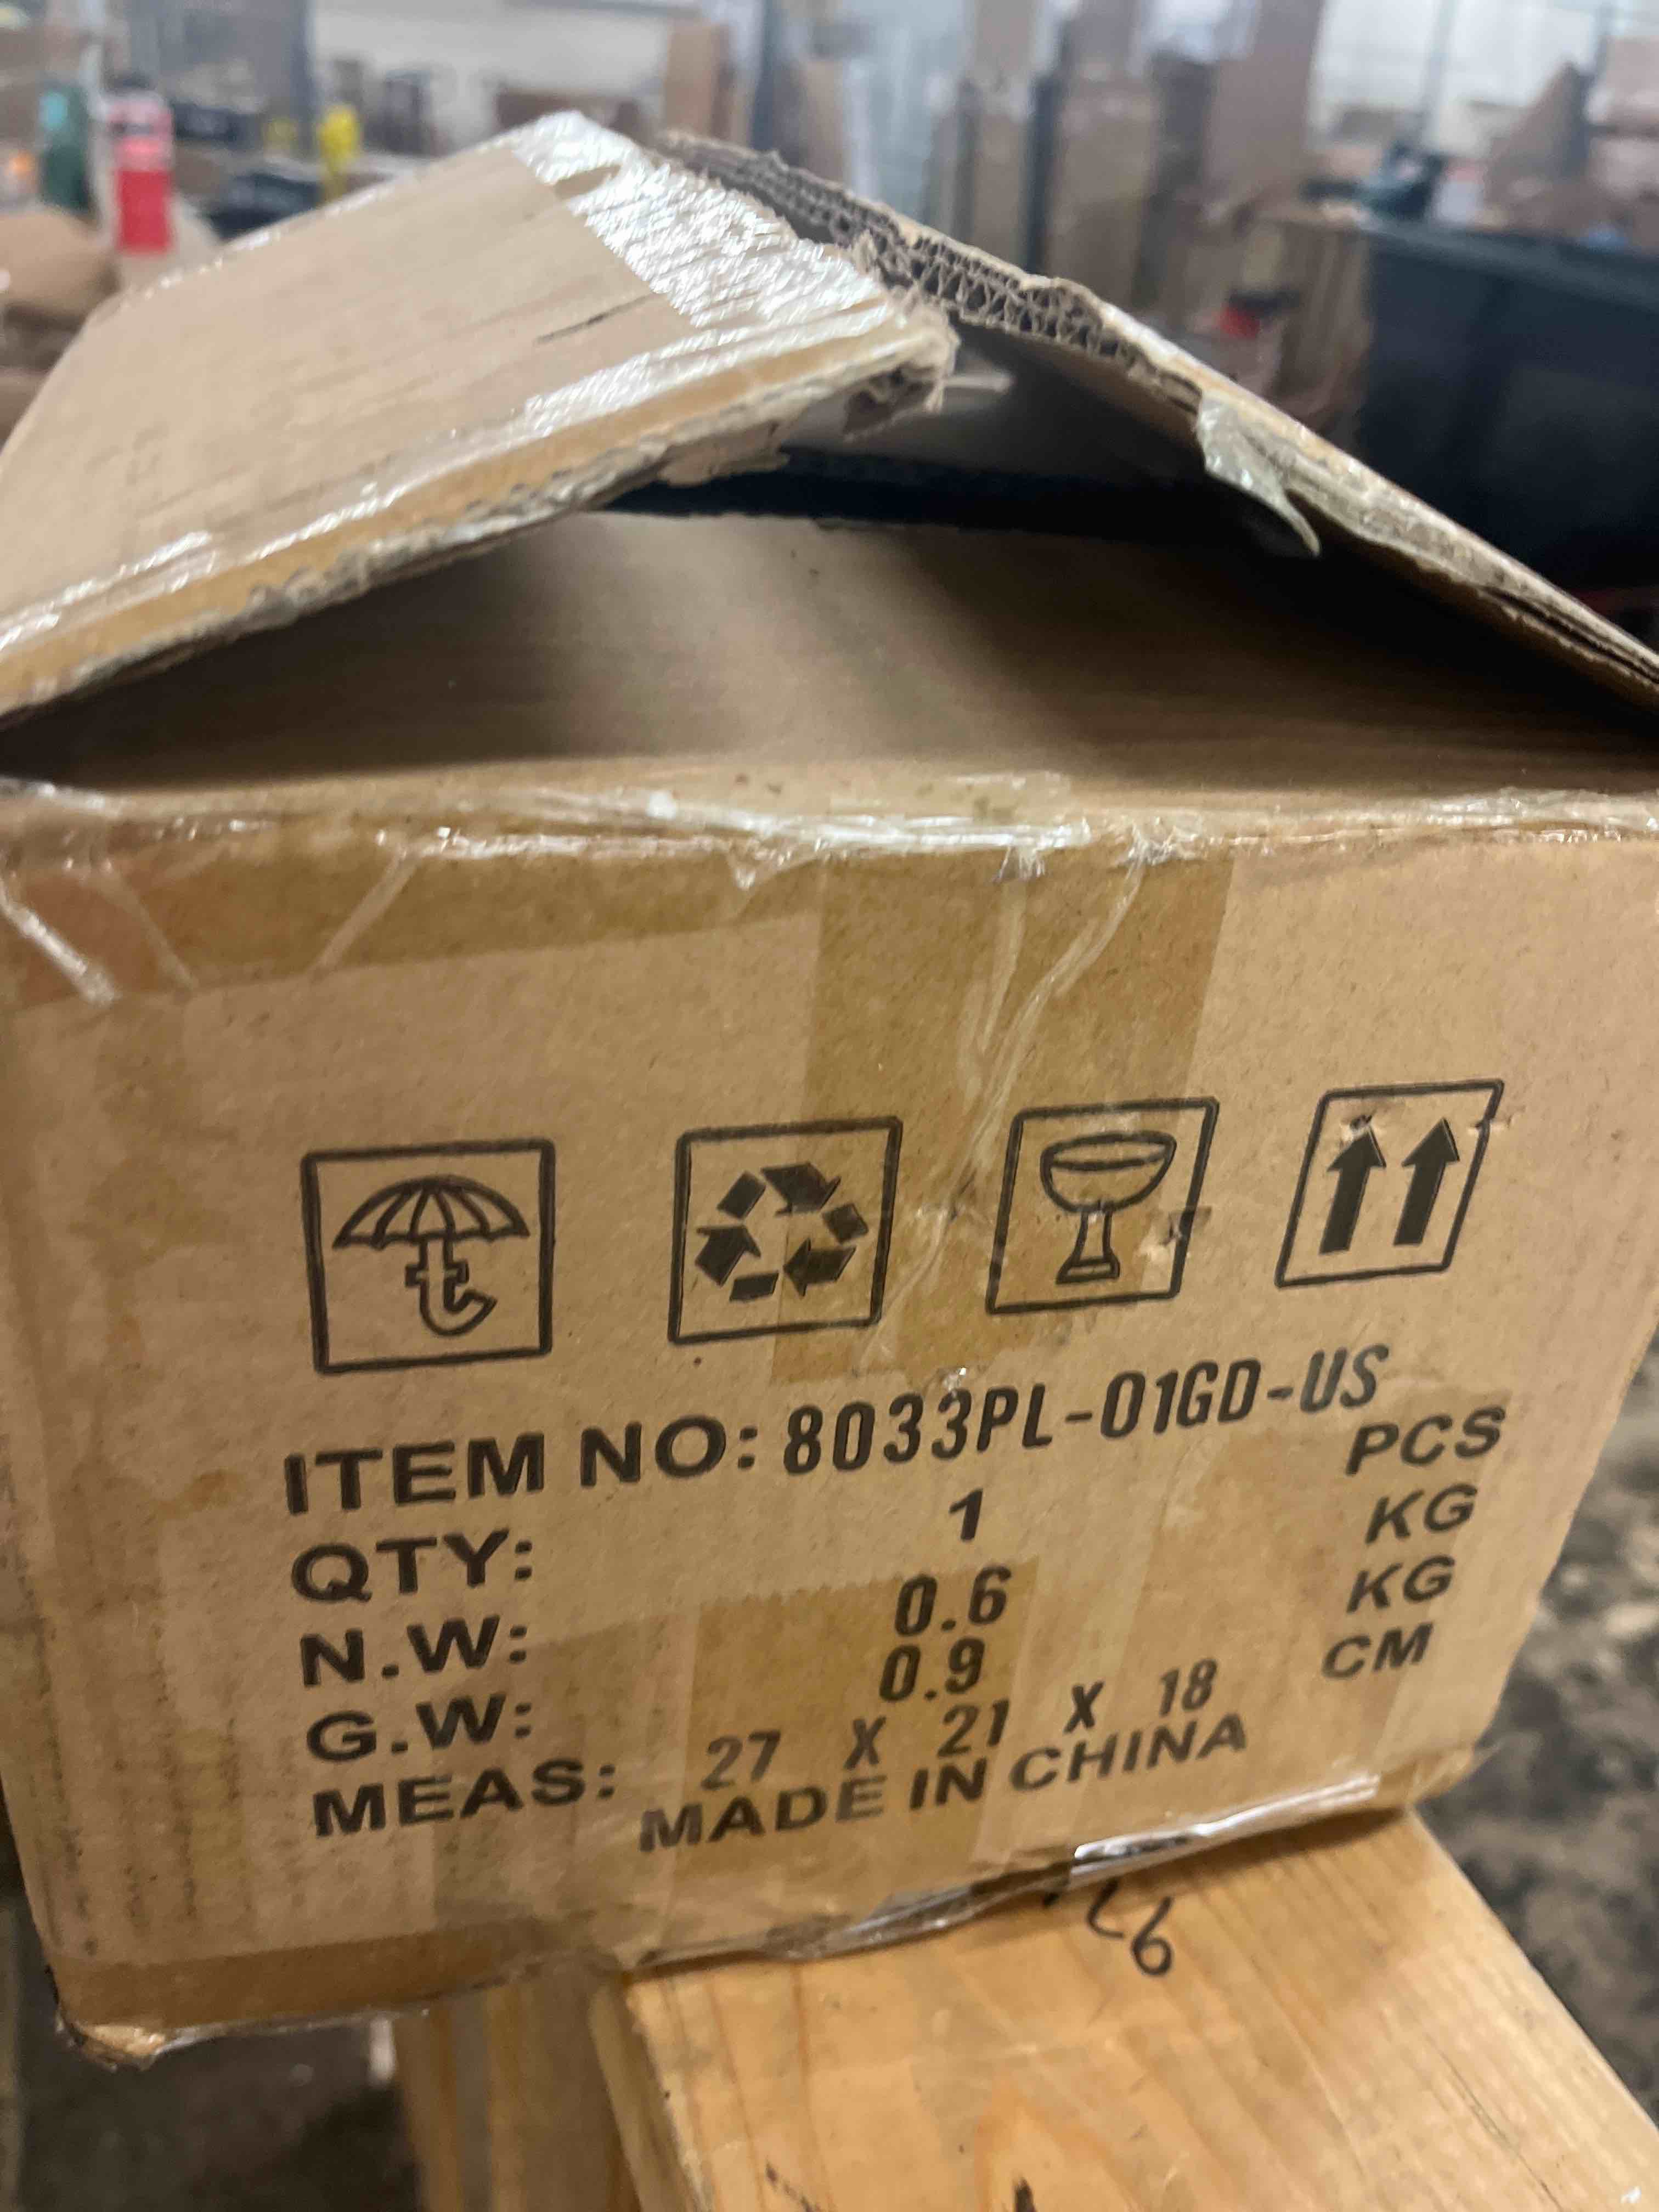 ITEM NO: 8033PL-01GD-US
QTY: 1 PCS
N.W: 0.6 KG
G.W: 0.9 KG
MEAS: 27 X 21 X 18 CM
MADE IN CHINA